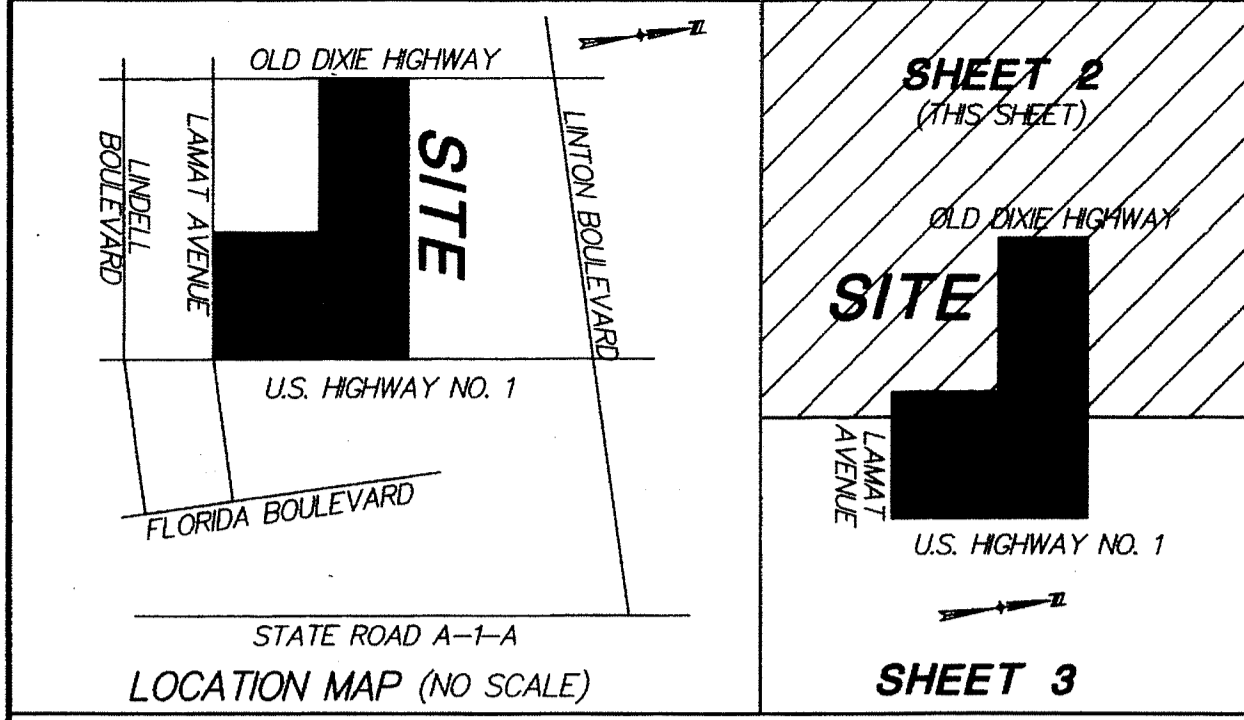 OLD DIXIE HIGHWAY
N
LINDELL
BOULEVARD
LAMAT AVENUE
SITE
LINTON BOULEVARD
U.S. HIGHWAY NO. 1
FLORIDA BOULEVARD
STATE ROAD A-1-A
LOCATION MAP (NO SCALE)
SHEET 2
(THIS SHEET)
OLD DIXIE HIGHWAY
SITE
LAMAT
AVENUE
U.S. HIGHWAY NO. 1
N
SHEET 3